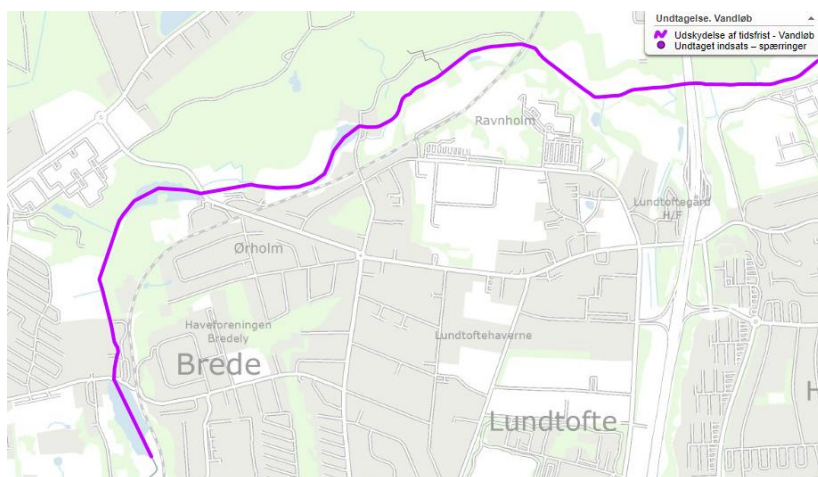 Undtagelse. Vandløb
Udskydelse af tidsfrist - Vandløb
Undtaget indsats – spærringer
Ravnholm
Lundtoftegård
H/F
Ørholm
Haveforeningen
Bredely
Lundtoftehaverne
Brede
H
Lundtofte